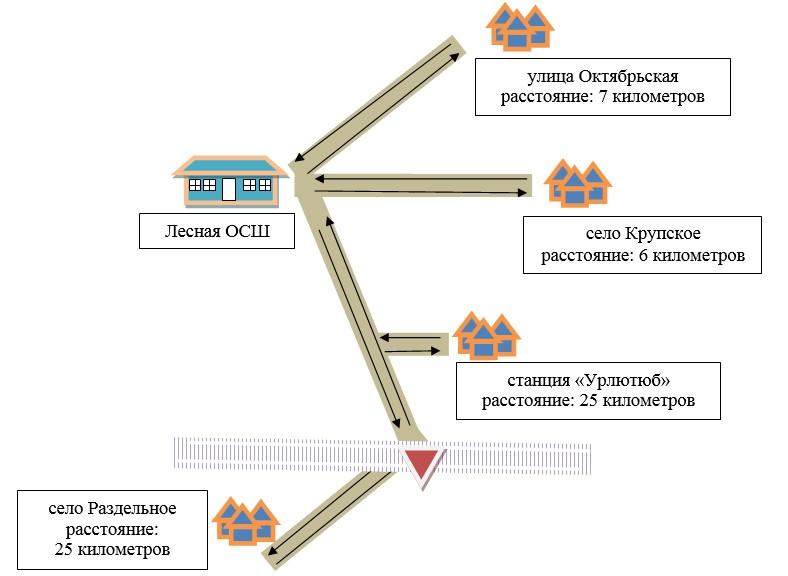 улица Октябрьская
расстояние: 7 километров
Лесная ОСШ
село Крупское
расстояние: 6 километров
станция «Урлютюб»
расстояние: 25 километров
село Раздельное
расстояние:
25 километров